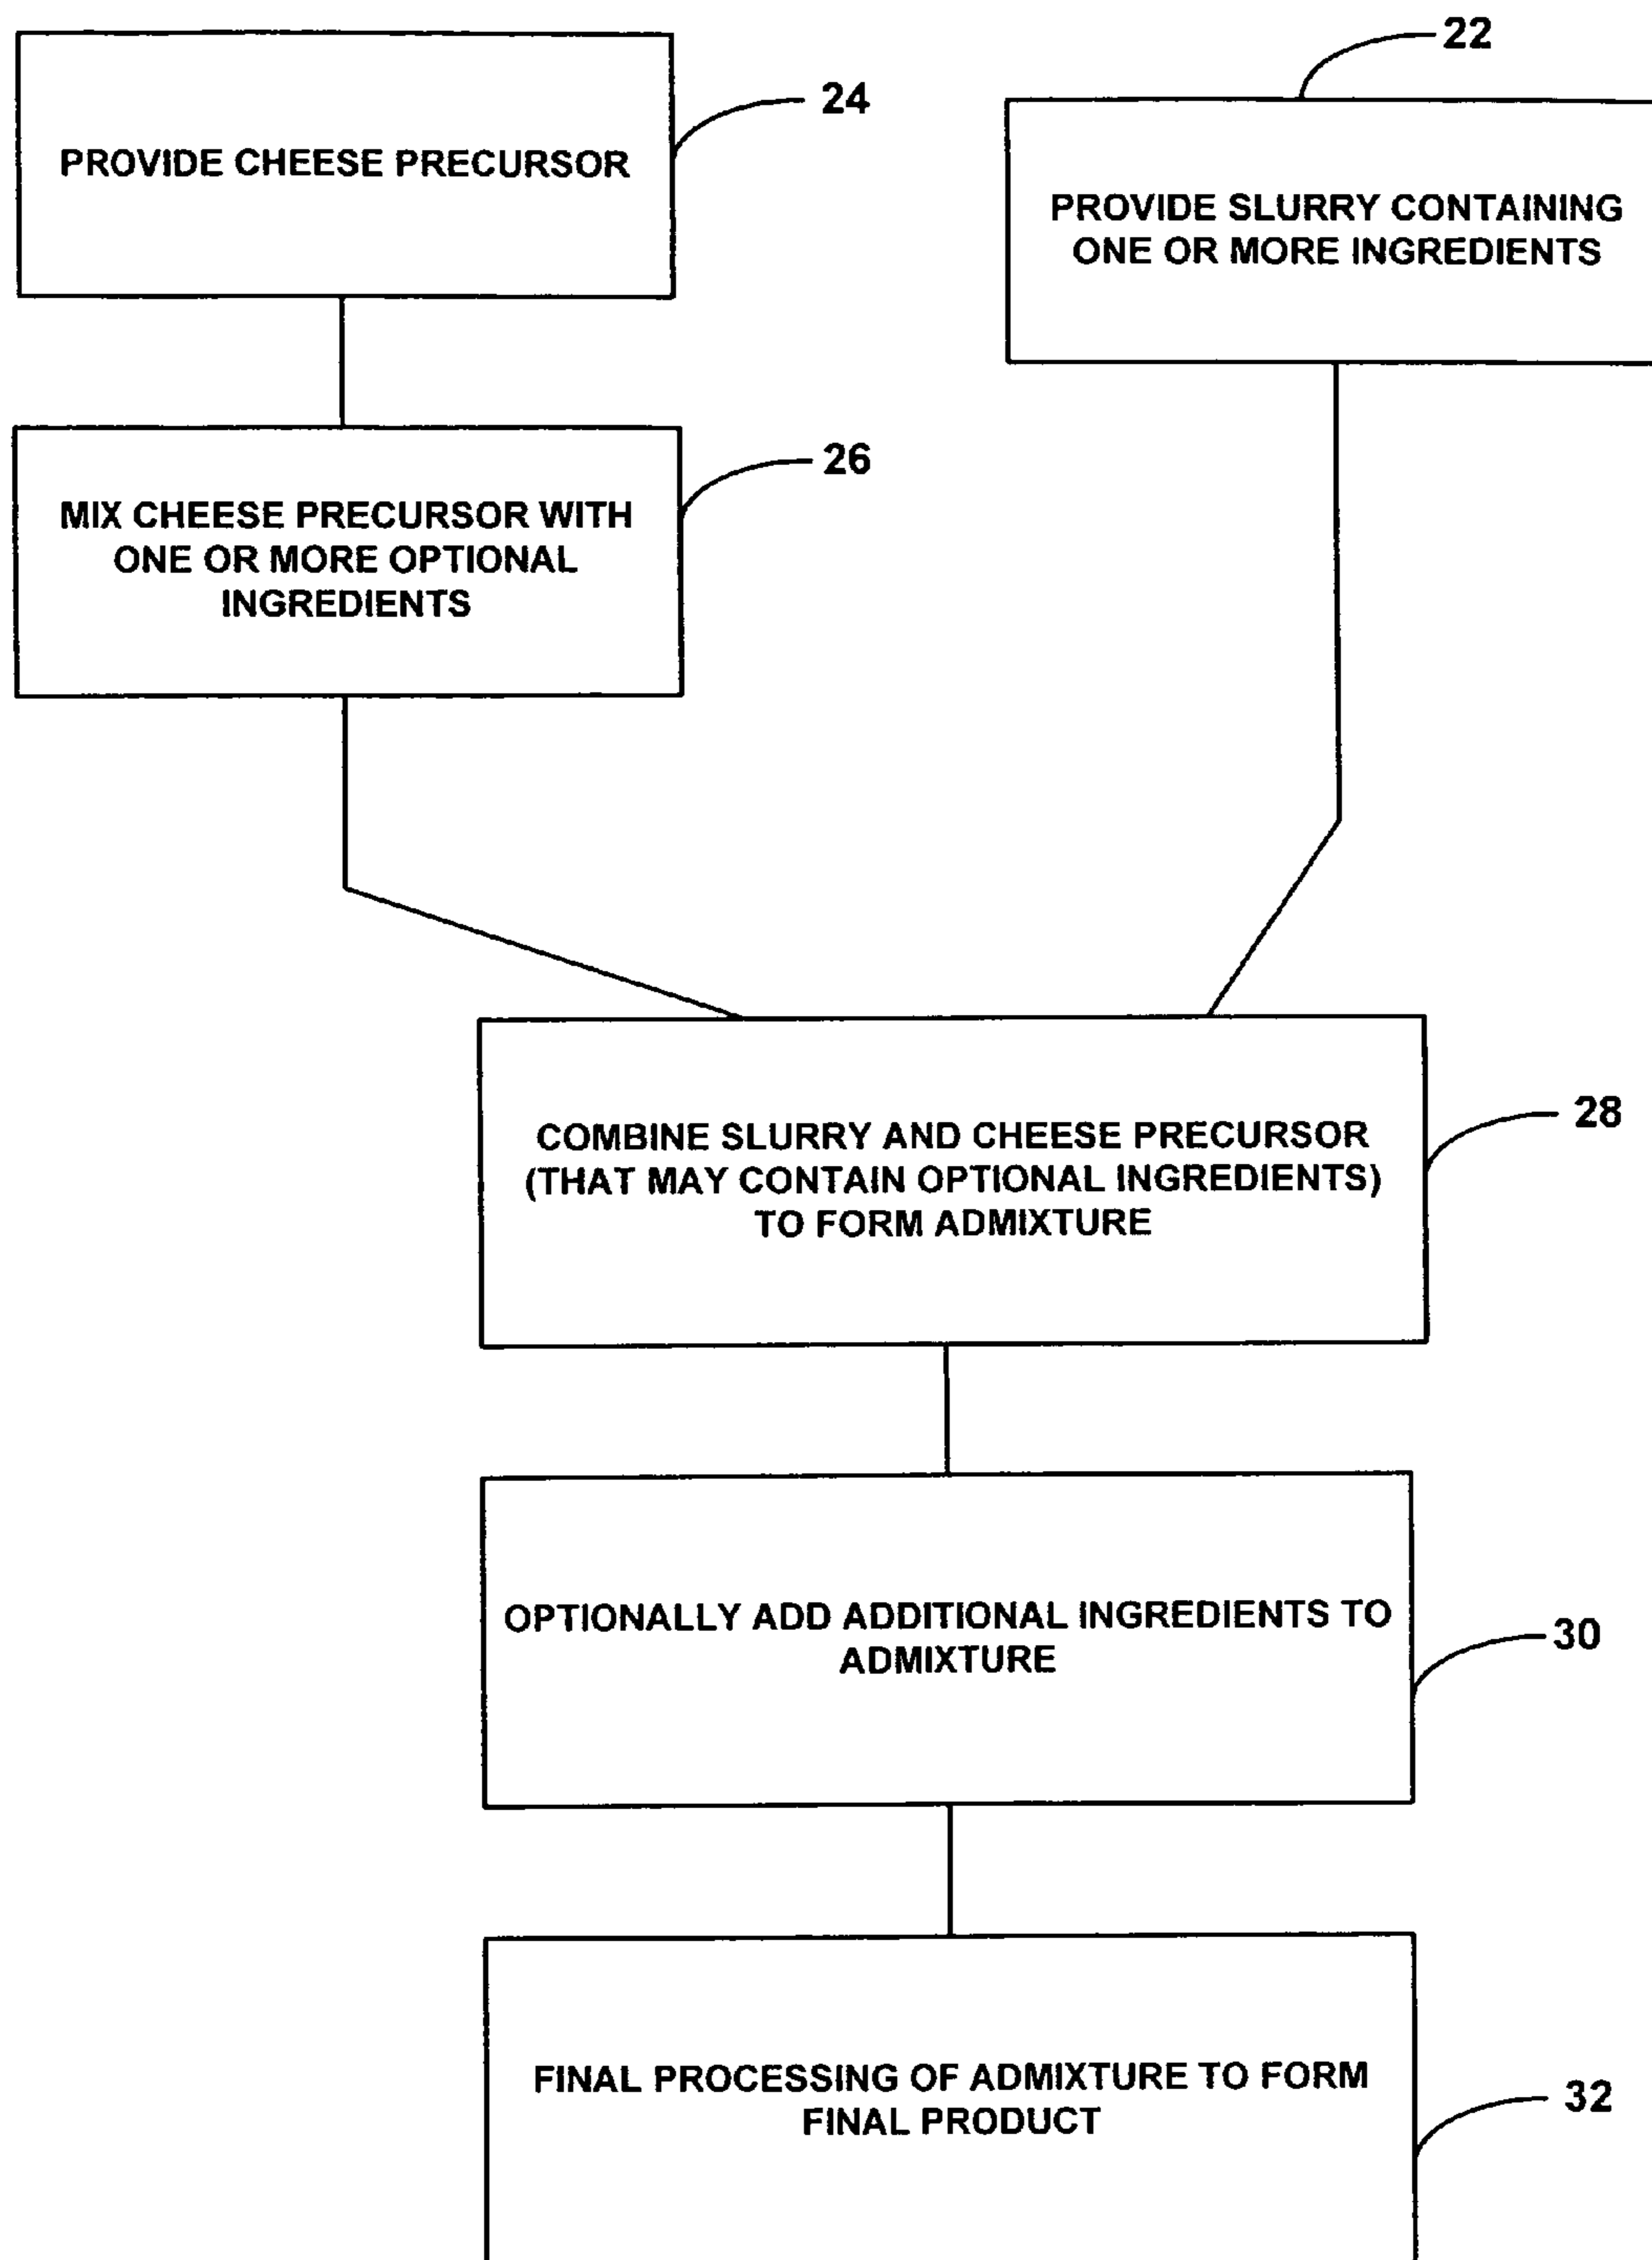 22
24
PROVIDE CHEESE PRECURSOR
PROVIDE SLURRY CONTAINING
ONE OR MORE INGREDIENTS
26
MIX CHEESE PRECURSOR WITH
ONE OR MORE OPTIONAL
INGREDIENTS
28
COMBINE SLURRY AND CHEESE PRECURSOR
(THAT MAY CONTAIN OPTIONAL INGREDIENTS)
TO FORM ADMIXTURE
OPTIONALLY ADD ADDITIONAL INGREDIENTS TO
ADMIXTURE
30
FINAL PROCESSING OF ADMIXTURE TO FORM
FINAL PRODUCT
32